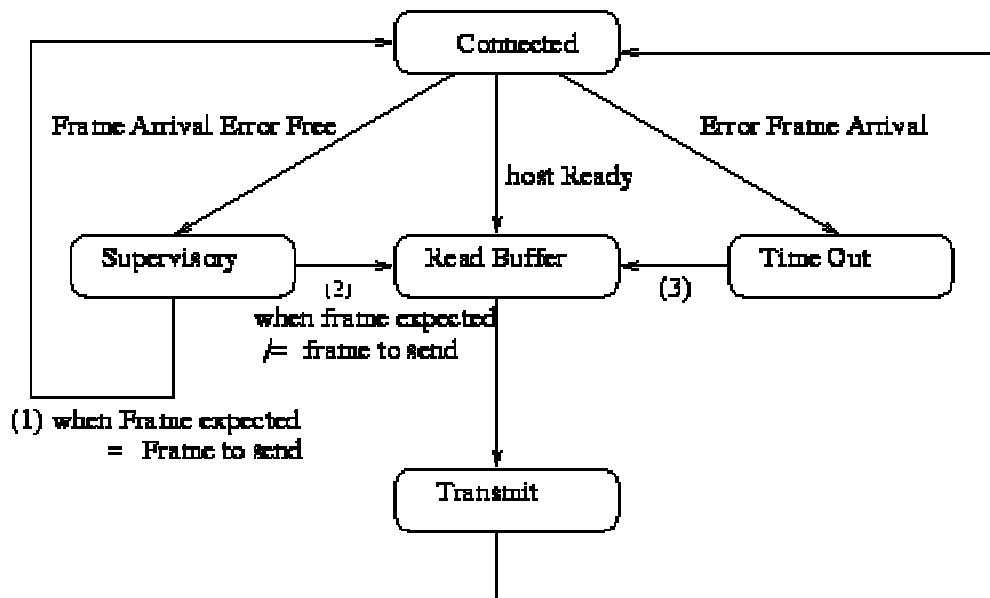 Connected
Frame Arrival Error Free
Error Frame Arrival
host Ready
Supervisory
Read Buffer
Time Out
(2)
(3)
when frame expected
/= frame to send
(1) when Frame expected
= Frame to send
Transmit